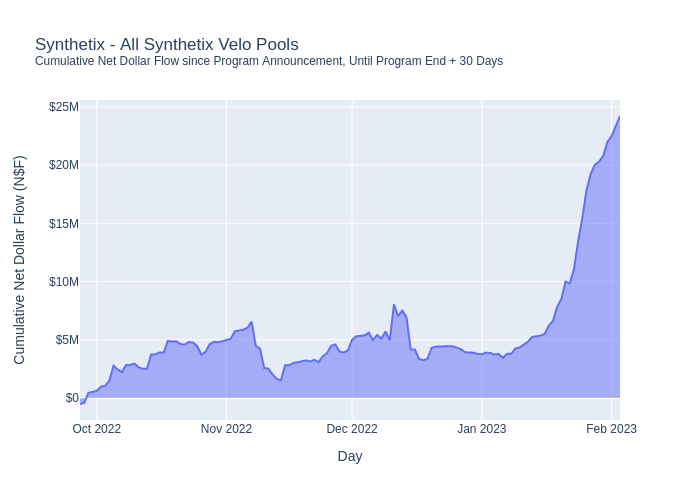 Synthetix - All Synthetix Velo Pools
Cumulative Net Dollar Flow since Program Announcement, Until Program End + 30 Days
Cumulative Net Dollar Flow (N$F)
$25M
$20M
$15M
$10M
$5M
$0
Oct 2022
Nov 2022
Dec 2022
Jan 2023
Feb 2023
Day